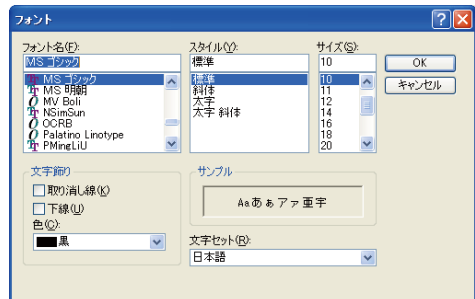 フォント
フォント名(F):
MS ゴシック
MS ゴシック
MS 明朝
MV Boli
NSimSun
OCRB
Palatino Linotype
PMingLiU
スタイル(Y):
標準
標準
斜体
太字
太字 斜体
サイズ(S):
10
10
11
12
14
16
18
20
OK
キャンセル
文字飾り
取り消し線(K)
下線(U)
色(C):
黒
サンプル
Aaあぁアァ亜宇
文字セット(R):
日本語